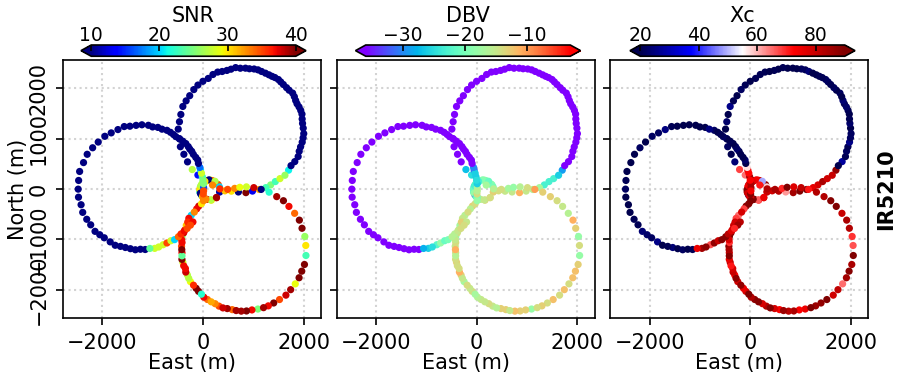 SNR DBV Xc
10 20 30 40 −30 −20 −10 20 40 60 80
2000
1000
0
−1000
−2000
North (m)
−2000 0 2000 −2000 0 2000 −2000 0 2000
East (m) East (m) East (m)
IR5210